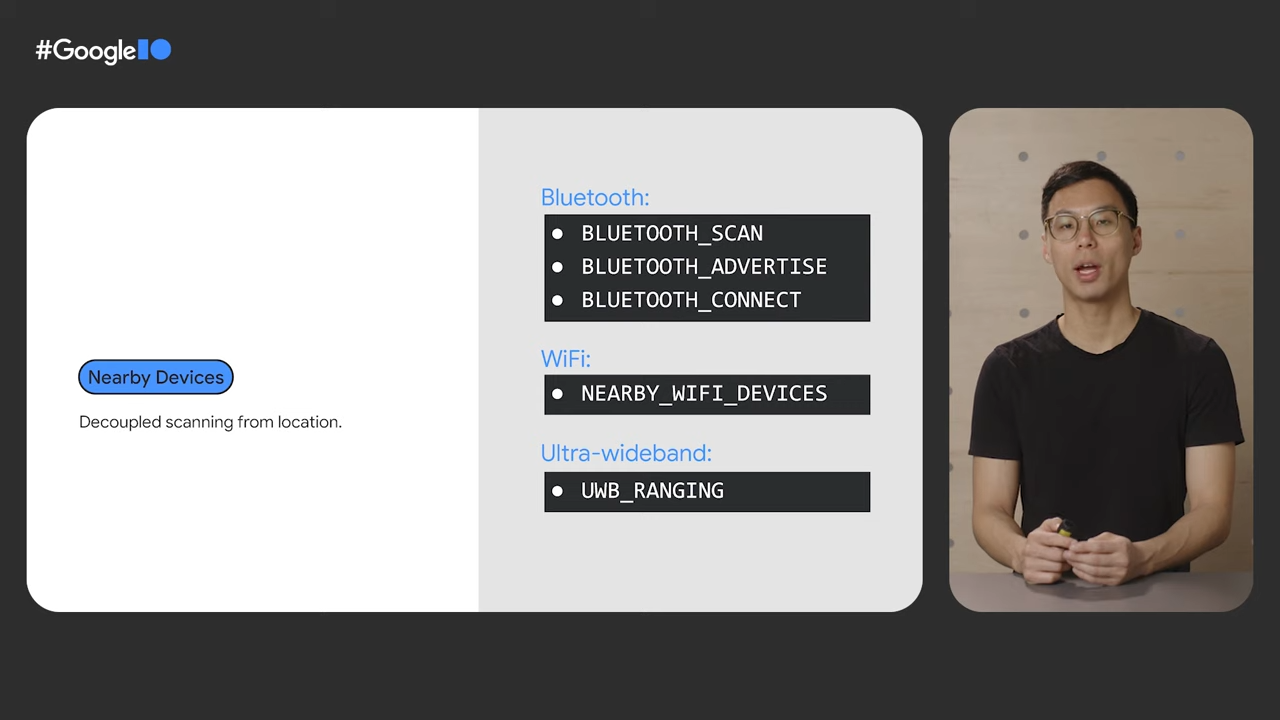 #GoogleIO
Nearby Devices
Decoupled scanning from location.
Bluetooth:
• BLUETOOTH_SCAN
• BLUETOOTH_ADVERTISE
• BLUETOOTH_CONNECT
WiFi:
• NEARBY_WIFI_DEVICES
Ultra-wideband:
• UWB_RANGING